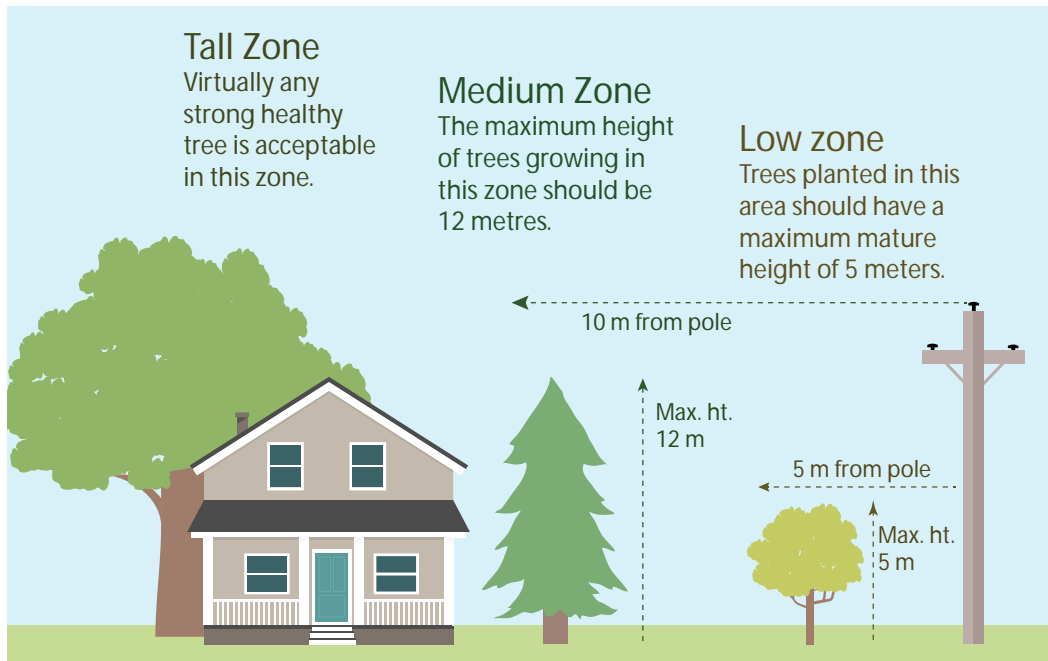 Tall Zone
Virtually any
strong healthy
tree is acceptable
in this zone.
Medium Zone
The maximum height
of trees growing in
this zone should be
12 metres.
Low zone
Trees planted in this
area should have a
maximum mature
height of 5 meters.
10 m from pole
Max. ht.
12 m
5 m from pole
Max. ht.
5 m